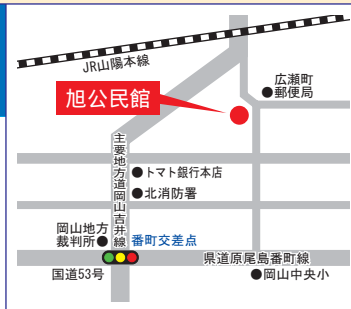 JR山陽本線
旭公民館
広瀬町
郵便局
主要地方道岡山吉井線
トマト銀行本店
北消防署
岡山地方
裁判所
番町交差点
県道原尾島番町線
国道53号
岡山中央小